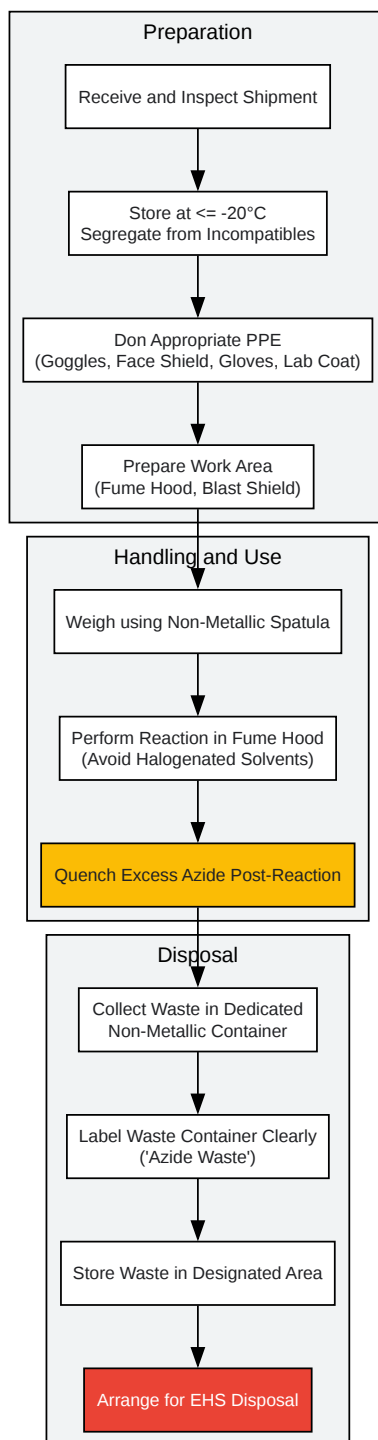 Preparation
Receive and Inspect Shipment
Store at <= -20°C
Segregate from Incompatibles
Don Appropriate PPE
(Goggles, Face Shield, Gloves, Lab Coat)
Prepare Work Area
(Fume Hood, Blast Shield)
Handling and Use
Weigh using Non-Metallic Spatula
Perform Reaction in Fume Hood
(Avoid Halogenated Solvents)
Quench Excess Azide Post-Reaction
Disposal
Collect Waste in Dedicated
Non-Metallic Container
Label Waste Container Clearly
('Azide Waste')
Store Waste in Designated Area
Arrange for EHS Disposal